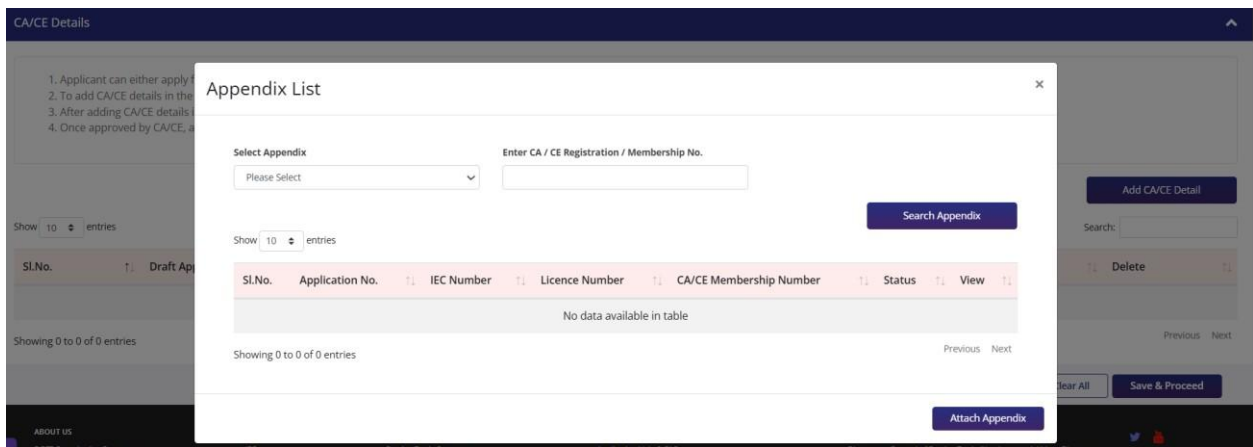 CA/CE Details
1. Applicant can either apply
2. To add CA/CE details in the
3. After adding CA/CE details
4. Once approved by CA/CE,
Appendix List
×
Select Appendix
Enter CA / CE Registration / Membership No.
Please Select
Search Appendix
Add CA/CE Detail
Show 10 entries
Search:
Show 10 entries
Sl.No. Draft
Delete
Sl.No. Application No. IEC Number Licence Number CA/CE Membership Number Status View
No data available in table
Showing 0 to 0 of 0 entries
Previous Next
Showing 0 to 0 of 0 entries
Previous Next
Clear All
Save & Proceed
Attach Appendix
ABOUT US